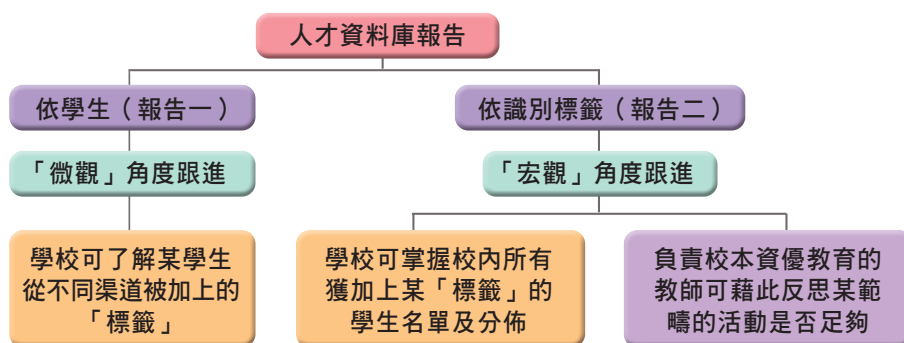 人才資料庫報告
依學生（報告一）
依識別標籤（報告二）
「微觀」角度跟進
「宏觀」角度跟進
學校可了解某學生
從不同渠道被加上的
「標籤」
學校可掌握校內所有
獲加上某「標籤」的
學生名單及分佈
負責校本資優教育的
教師可藉此反思某範
疇的活動是否足夠